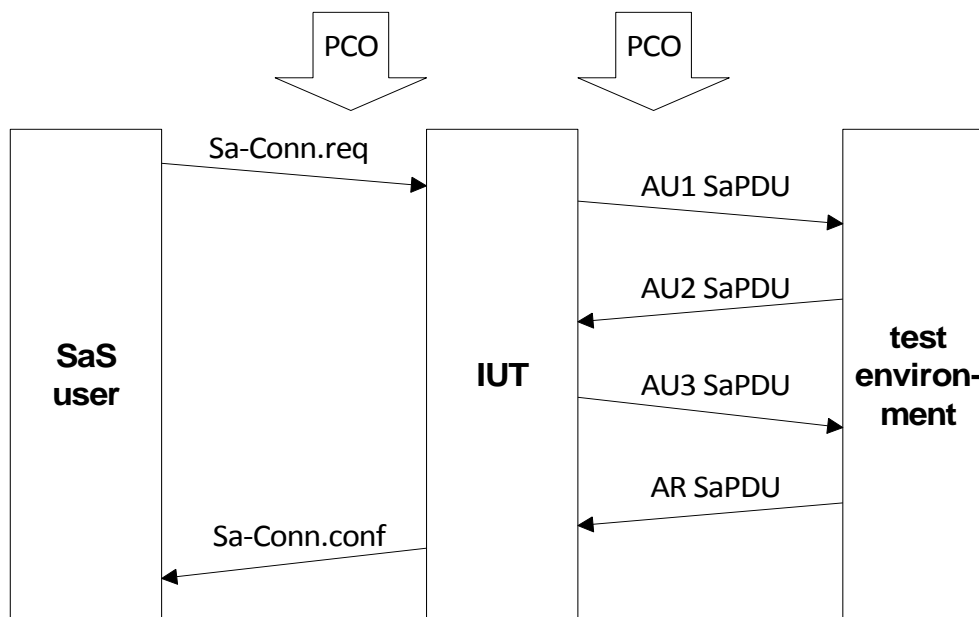 PCO
PCO
Sa-Conn.req
AU1 SaPDU
AU2 SaPDU
SaS
user
IUT
test
environ-
ment
AU3 SaPDU
AR SaPDU
Sa-Conn.conf